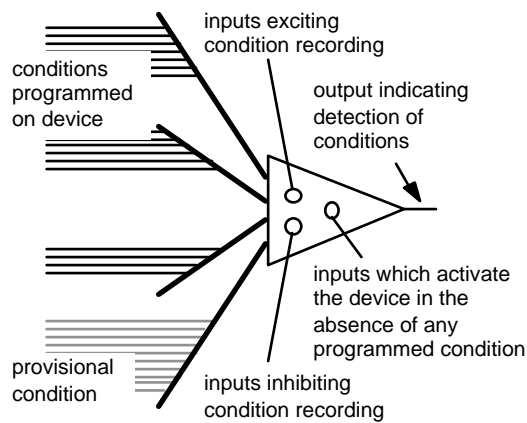 inputs exciting
condition recording
conditions
programmed
on device
output indicating
detection of
conditions
inputs which activate
the device in the
absence of any
programmed condition
provisional
condition
inputs inhibiting
condition recording